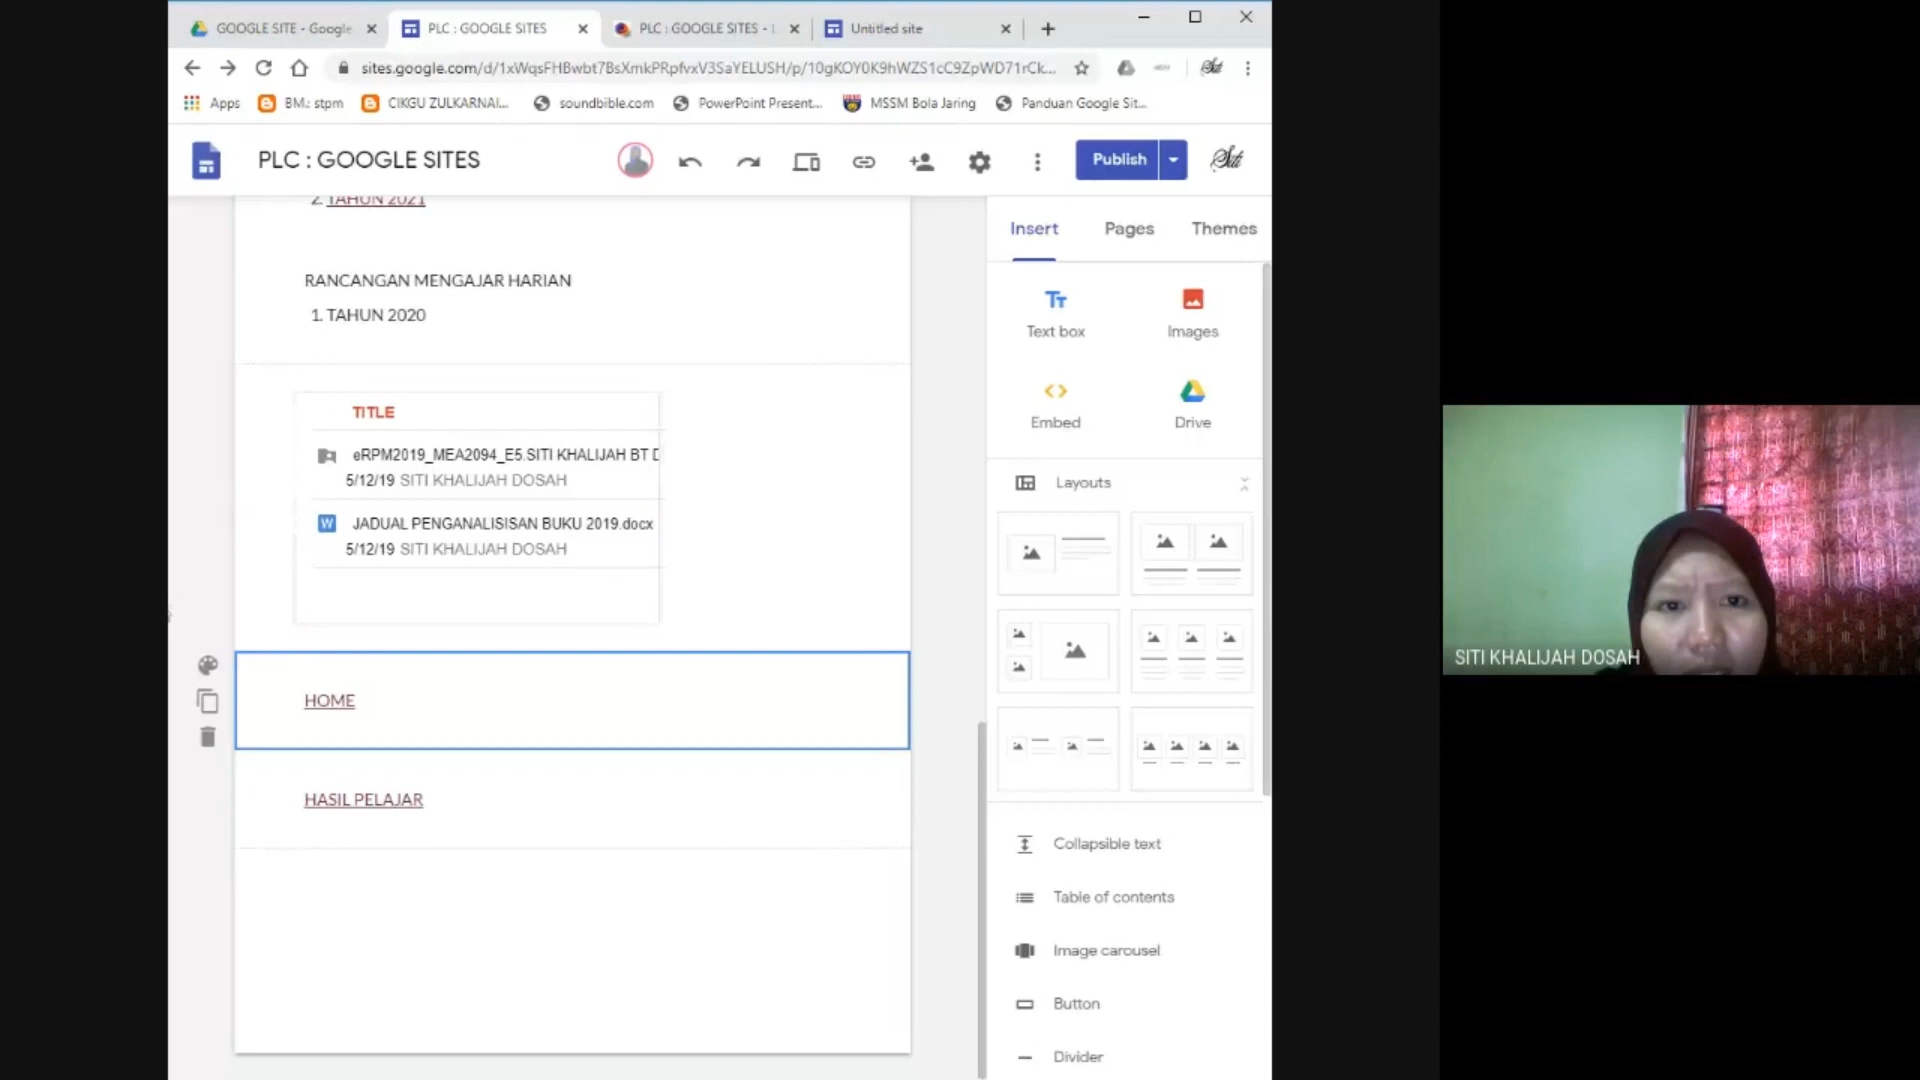 GOOGLE SITE - Google
PLC : GOOGLE SITES
PLC : GOOGLE SITES -
Untitled site
sites.google.com/d/1xWqsFHBwbt7BsXmkPRpfvxV3SaYELUSH/p/10gKOY0K9hWZS1cC9ZpWD71rCk...
Apps
BM.: stpm
CIKGU ZULKARNAI...
soundbible.com
PowerPoint Present...
MSSM Bola Jaring
Panduan Google Sit...
PLC : GOOGLE SITES
Publish
Siti
2. TAHUN 2021
RANCANGAN MENGAJAR HARIAN
1. TAHUN 2020
TITLE
eRPM2019_MEA2094_E5.SITI KHALIJAH BT D
5/12/19 SITI KHALIJAH DOSAH
W
JADUAL PENGANALISISAN BUKU 2019.docx
5/12/19 SITI KHALIJAH DOSAH
HOME
HASIL PELAJAR
Insert
Pages
Themes
Text box
Images
Embed
Drive
Layouts
Collapsible text
Table of contents
Image carousel
Button
Divider
SITI KHALIJAH DOSAH